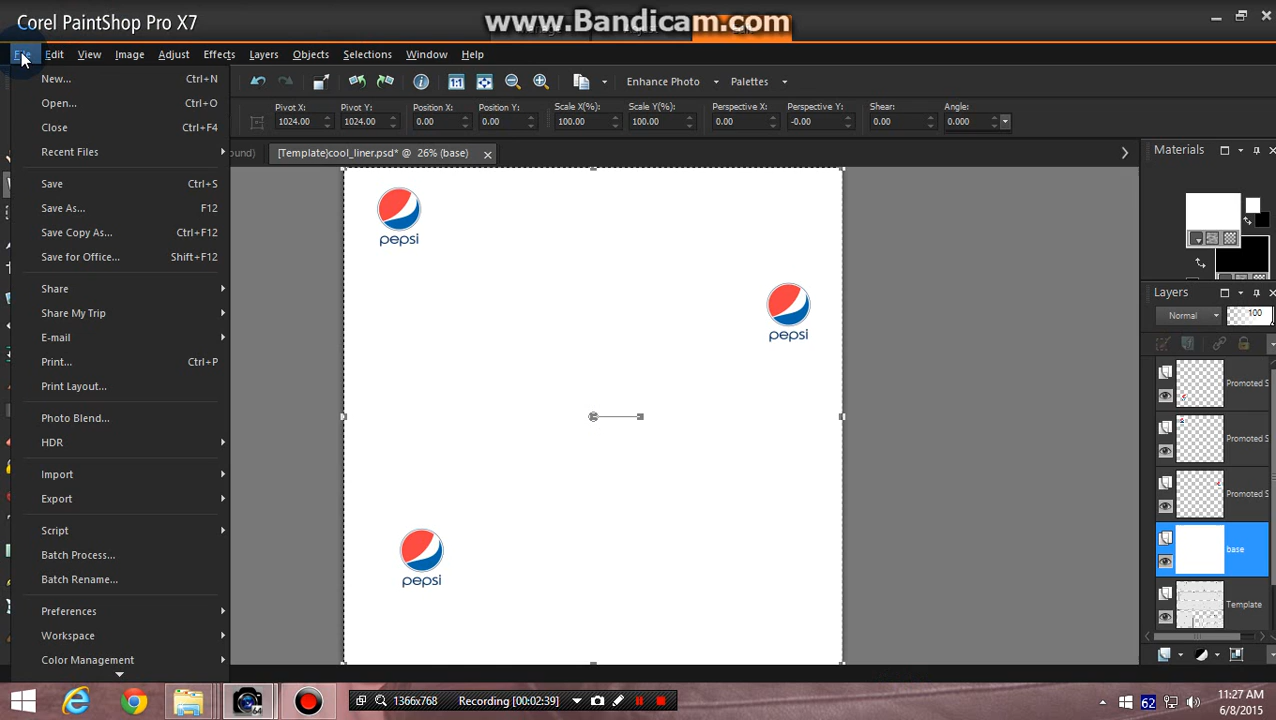 Corel PaintShop Pro X7
www.Bandicam.com
File Edit View Image Adjust Effects Layers Objects Selections Window Help
New... Ctrl+N
Open... Ctrl+O
Close Ctrl+F4
Recent Files
Save Ctrl+S
Save As... F12
Save Copy As... Ctrl+F12
Save for Office... Shift+F12
Share
Share My Trip
E-mail
Print... Ctrl+P
Print Layout...
Photo Blend...
HDR
Import
Export
Script
Batch Process...
Batch Rename...
Preferences
Workspace
Color Management
Enhance Photo Palettes
Pivot X: Pivot Y: Position X: Position Y: Scale X(%): Scale Y(%): Perspective X: Perspective Y: Shear: Angle:
1024.00 1024.00 0.00 0.00 100.00 100.00 0.00 -0.00 0.00 0.000
ound) [Template}cool_liner.psd* @ 26% (base)
pepsi
pepsi
pepsi
Materials
Layers
Normal 100
Promoted S
Promoted S
Promoted S
base
Template
1366x768 Recording [00:02:39]
62
11:27 AM
6/8/2015